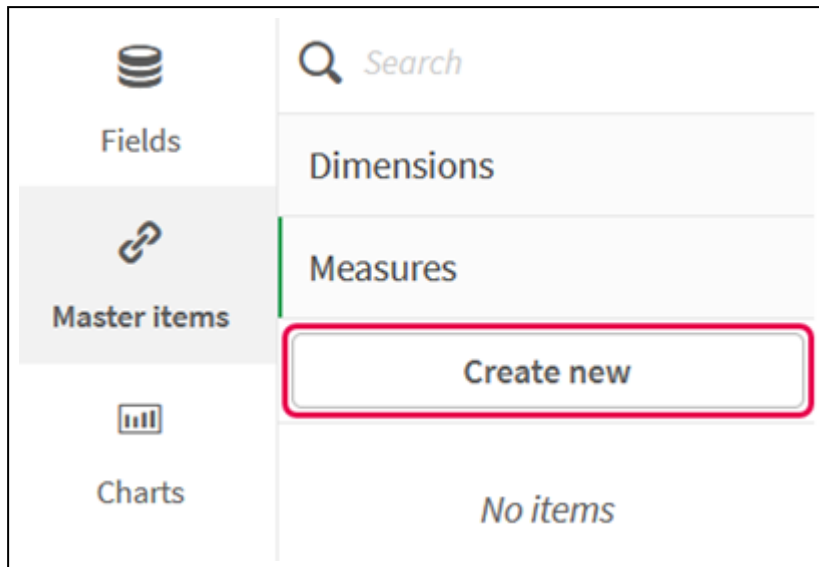 Fields
Master items
Charts
Search
Dimensions
Measures
Create new
No items